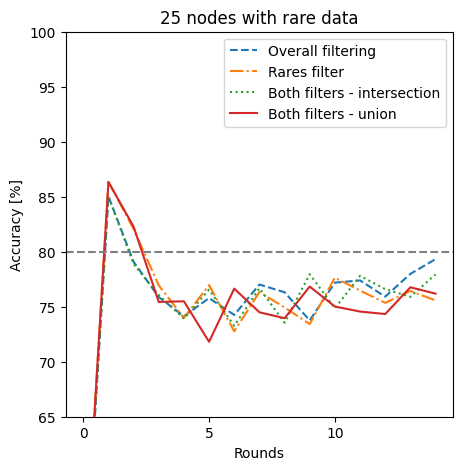 25 nodes with rare data
100
95
90
85
80
75
70
65
Accuracy [%]
Overall filtering
Rares filter
Both filters - intersection
Both filters - union
0
5
10
Rounds